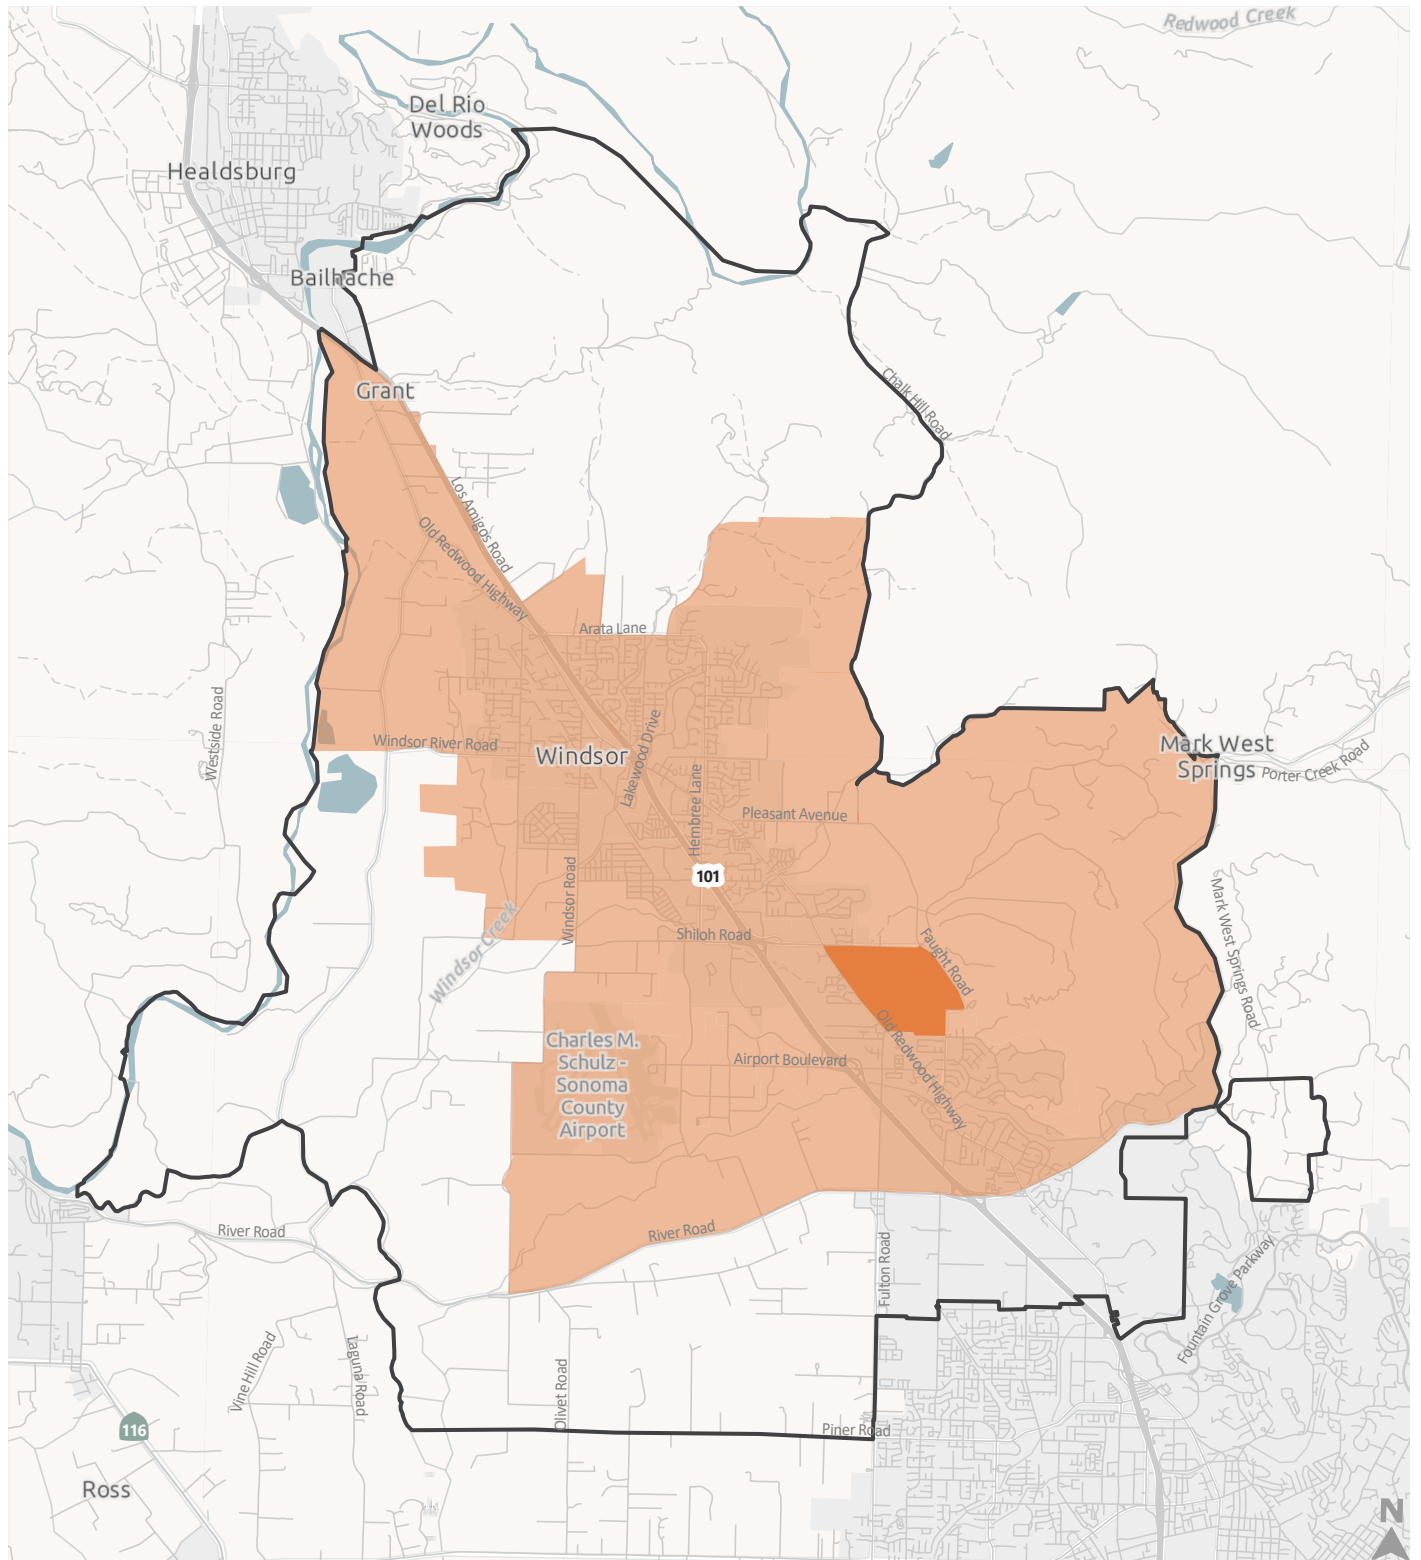 Redwood Creek
Del Rio
Woods
Healdsburg
Bailhache
Grant
Chalk Hill Road
Los Amigos Road
Old Redwood Highway
Arata Lane
Westside Road
Windsor River Road
Windsor
Lakewood Drive
Hembree Lane
Mark West
Springs
Porter Creek Road
Pleasant Avenue
101
Windsor Road
Windsor Creek
Shiloh Road
Faught Road
Mark West Springs Road
Charles M.
Schulz -
Sonoma
County
Airport
Airport Boulevard
Old Redwood Highway
River Road
River Road
Fulton Road
Fountain Grove Parkway
Vine Hill Road
Laguna Road
Olivet Road
Piner Road
116
Ross
N